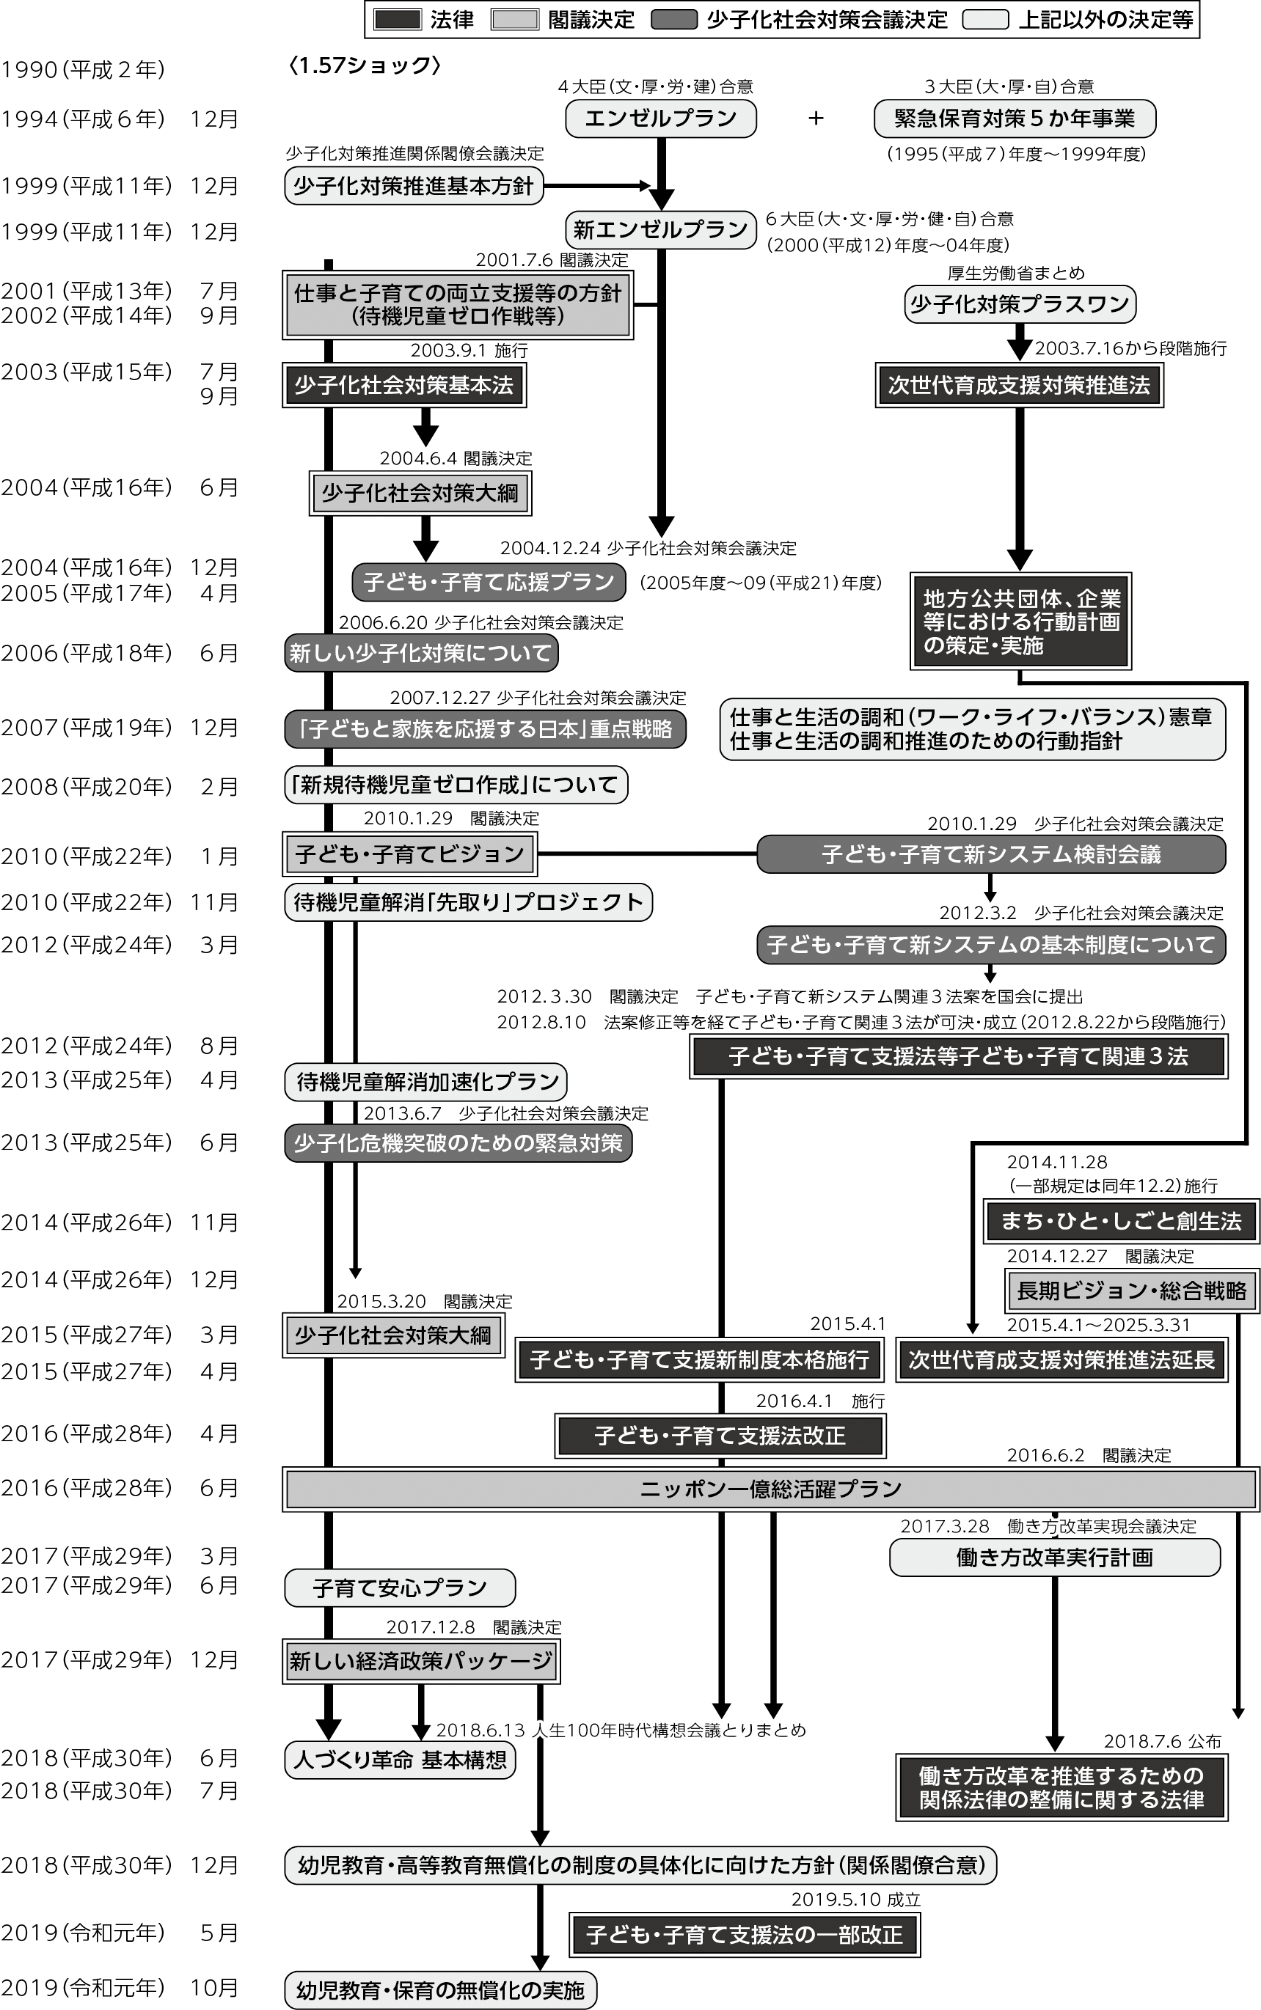 法律 閣議決定 少子化社会対策会議決定 上記以外の決定等
1990(平成２年) 〈1.57ショック〉
４大臣(文・厚・労・建)合意 ３大臣(大・厚・自)合意
1994(平成６年) 12月 エンゼルプラン + 緊急保育対策５か年事業
(1995(平成７)年度～1999年度)
少子化対策推進関係閣僚会議決定
1999(平成11年) 12月 少子化対策推進基本方針
1999(平成11年) 12月 新エンゼルプラン
６大臣(大・文・厚・労・健・自)合意
(2000(平成12)年度～04年度)
2001.7.6 閣議決定
厚生労働省まとめ
2001(平成13年) ７月
2002(平成14年) ９月
仕事と子育ての両立支援等の方針
(待機児童ゼロ作戦等)
少子化対策プラスワン
2003.9.1 施行 2003.7.16から段階施行
2003(平成15年) ７月
９月
少子化社会対策基本法 次世代育成支援対策推進法
2004.6.4 閣議決定
2004(平成16年) ６月 少子化社会対策大綱
2004.12.24 少子化社会対策会議決定
2004(平成16年) 12月
2005(平成17年) ４月
子ども・子育て応援プラン (2005年度～09(平成21)年度)
地方公共団体、企業
等における行動計画
の策定・実施
2006.6.20 少子化社会対策会議決定
2006(平成18年) ６月 新しい少子化対策について
2007.12.27 少子化社会対策会議決定
2007(平成19年) 12月 「子どもと家族を応援する日本」重点戦略
仕事と生活の調和(ワーク・ライフ・バランス)憲章
仕事と生活の調和推進のための行動指針
2008(平成20年) ２月 「新規待機児童ゼロ作成」について
2010.1.29 閣議決定 2010.1.29 少子化社会対策会議決定
2010(平成22年) １月 子ども・子育てビジョン 子ども・子育て新システム検討会議
2010(平成22年) 11月 待機児童解消「先取り」プロジェクト
2012.3.2 少子化社会対策会議決定
2012(平成24年) ３月 子ども・子育て新システムの基本制度について
2012.3.30 閣議決定 子ども・子育て新システム関連３法案を国会に提出
2012.8.10 法案修正等を経て子ども・子育て関連３法が可決・成立(2012.8.22から段階施行)
2012(平成24年) ８月 子ども・子育て支援法等子ども・子育て関連３法
2013(平成25年) ４月 待機児童解消加速化プラン
2013.6.7 少子化社会対策会議決定
2013(平成25年) ６月 少子化危機突破のための緊急対策
2014.11.28
(一部規定は同年12.2)施行
2014(平成26年) 11月 まち・ひと・しごと創生法
2014.12.27 閣議決定
2014(平成26年) 12月 長期ビジョン・総合戦略
2015.3.20 閣議決定
2015(平成27年) ３月 少子化社会対策大綱
2015.4.1 2015.4.1～2025.3.31
2015(平成27年) ４月 子ども・子育て支援新制度本格施行 次世代育成支援対策推進法延長
2016.4.1 施行
2016(平成28年) ４月 子ども・子育て支援法改正
2016.6.2 閣議決定
2016(平成28年) ６月 ニッポン一億総活躍プラン
2017.3.28 働き方改革実現会議決定
2017(平成29年) ３月 働き方改革実行計画
2017(平成29年) ６月 子育て安心プラン
2017.12.8 閣議決定
2017(平成29年) 12月 新しい経済政策パッケージ
2018.6.13 人生100年時代構想会議とりまとめ
2018(平成30年) ６月 人づくり革命 基本構想
2018.7.6 公布
2018(平成30年) ７月
働き方改革を推進するための
関係法律の整備に関する法律
2018(平成30年) 12月 幼児教育・高等教育無償化の制度の具体化に向けた方針(関係閣僚合意)
2019.5.10 成立
2019(令和元年) ５月 子ども・子育て支援法の一部改正
2019(令和元年) 10月 幼児教育・保育の無償化の実施